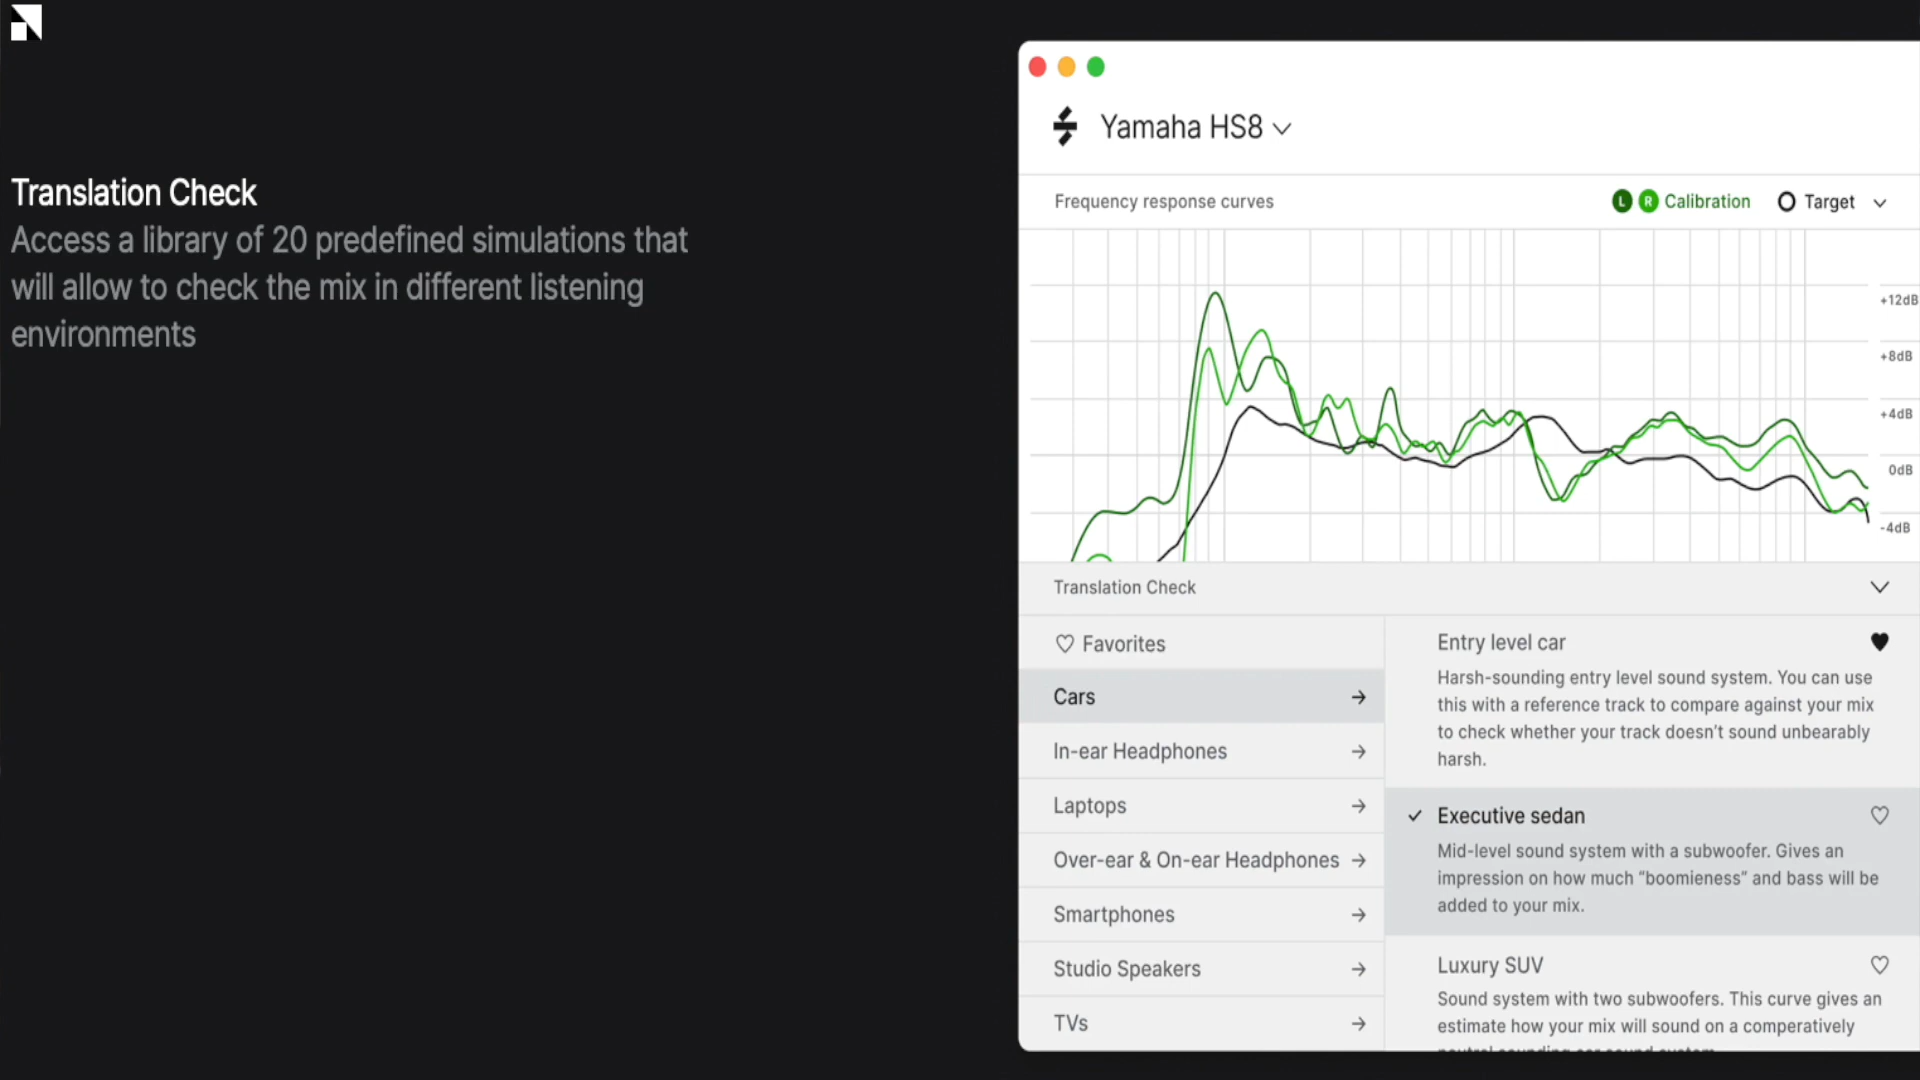 Translation Check
Access a library of 20 predefined simulations that
will allow to check the mix in different listening
environments
Yamaha HS8
Frequency response curves
L R Calibration
Target
+12dB
+8dB
+4dB
0dB
-4dB
Translation Check
Favorites
Cars
In-ear Headphones
Laptops
Over-ear & On-ear Headphones
Smartphones
Studio Speakers
TVs
Entry level car
Harsh-sounding entry level sound system. You can use
this with a reference track to compare against your mix
to check whether your track doesn't sound unbearably
harsh.
Executive sedan
Mid-level sound system with a subwoofer. Gives an
impression on how much “boomieness” and bass will be
added to your mix.
Luxury SUV
Sound system with two subwoofers. This curve gives an
estimate how your mix will sound on a comperatively